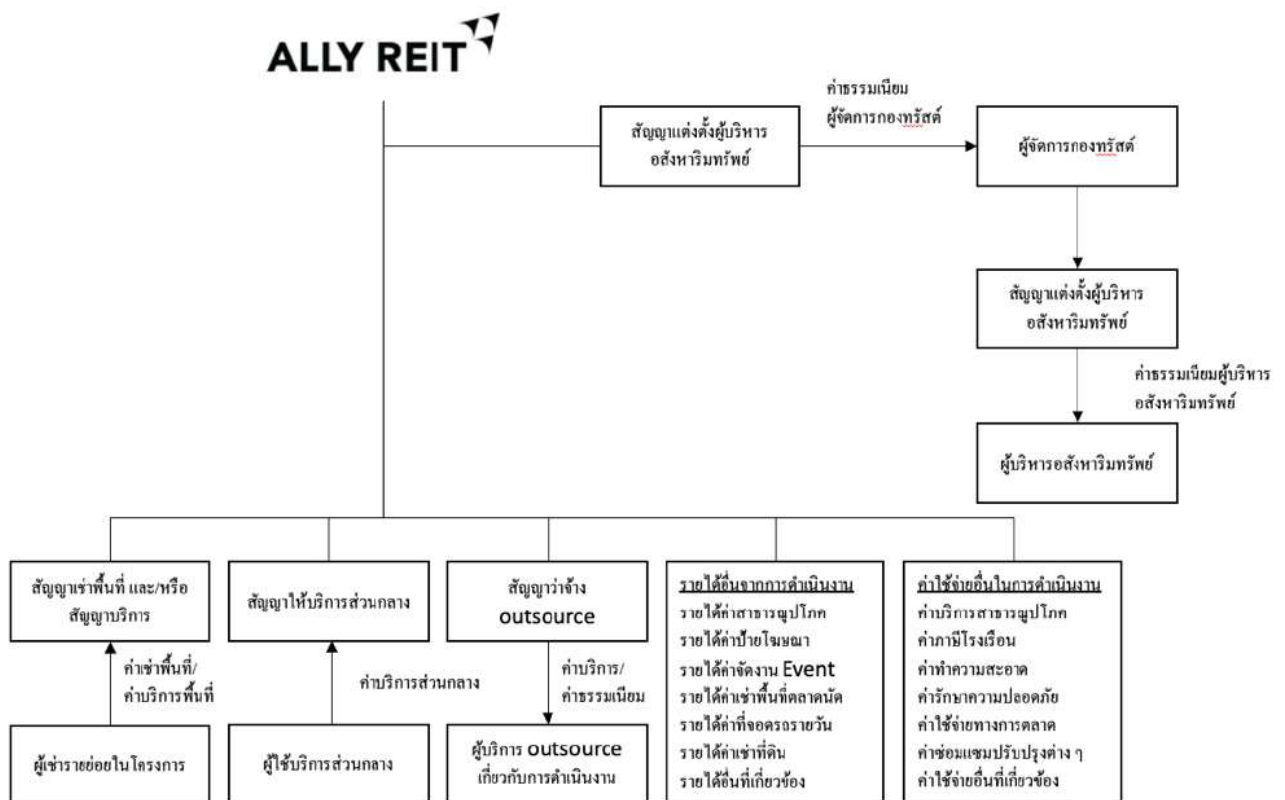 ALLY REIT
ค่าธรรมเนียม
ผู้จัดการกองทรัสต์
สัญญาแต่งตั้งผู้บริหาร
อสังหาริมทรัพย์
ผู้จัดการกองทรัสต์
สัญญาแต่งตั้งผู้บริหาร
อสังหาริมทรัพย์
ค่าธรรมเนียมผู้บริหาร
อสังหาริมทรัพย์
ผู้บริหารอสังหาริมทรัพย์
สัญญาเช่าพื้นที่ และ/หรือ
สัญญาบริการ
ค่าเช่าพื้นที่/
ค่าบริการพื้นที่
ผู้เช่ารายย่อยในโครงการ
สัญญาให้บริการส่วนกลาง
ค่าบริการส่วนกลาง
ผู้ใช้บริการส่วนกลาง
สัญญาว่าจ้าง
outsource
ค่าบริการ/
ค่าธรรมเนียม
ผู้บริการ outsource
เกี่ยวกับการดำเนินงาน
รายได้อื่นจากการดำเนินงาน
รายได้ค่าสาธารณูปโภค
รายได้ค่าป้ายโฆษณา
รายได้ค่าจัดงาน Event
รายได้ค่าเช่าพื้นที่ตลาดนัด
รายได้ค่าที่จอดรถรายวัน
รายได้ค่าเช่าที่ดิน
รายได้อื่นที่เกี่ยวข้อง
ค่าใช้จ่ายอื่นในการดำเนินงาน
ค่าบริการสาธารณูปโภค
ค่าภาษีโรงเรือน
ค่าทำความสะอาด
ค่ารักษาความปลอดภัย
ค่าใช้จ่ายทางการตลาด
ค่าซ่อมแซมปรับปรุงต่าง ๆ
ค่าใช้จ่ายอื่นที่เกี่ยวข้อง